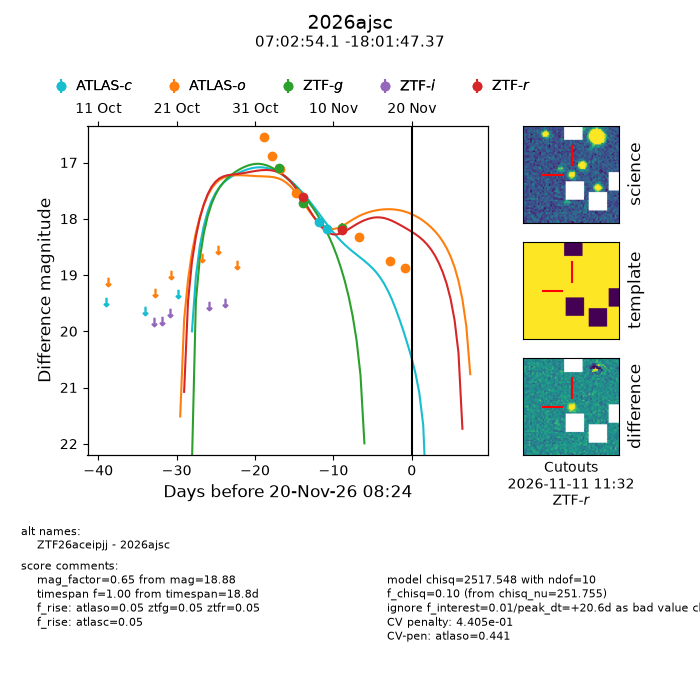 2026ajsc
07:02:54.1 -18:01:47.37
ATLAS-c
ATLAS-o
ZTF-g
ZTF-i
ZTF-r
11 Oct
21 Oct
31 Oct
10 Nov
20 Nov
17
18
19
20
21
22
Difference magnitude
−40
−30
−20
−10
0
Days before 20-Nov-26 08:24
science
template
difference
Cutouts
2026-11-11 11:32
ZTF-r
alt names:
ZTF26aceipjj - 2026ajsc
score comments:
mag_factor=0.65 from mag=18.88
timespan f=1.00 from timespan=18.8d
f_rise: atlaso=0.05 ztfg=0.05 ztfr=0.05
f_rise: atlasc=0.05
model chisq=2517.548 with ndof=10
f_chisq=0.10 (from chisq_nu=251.755)
ignore f_interest=0.01/peak_dt=+20.6d as bad value
CV penalty: 4.405e-01
CV-pen: atlaso=0.441